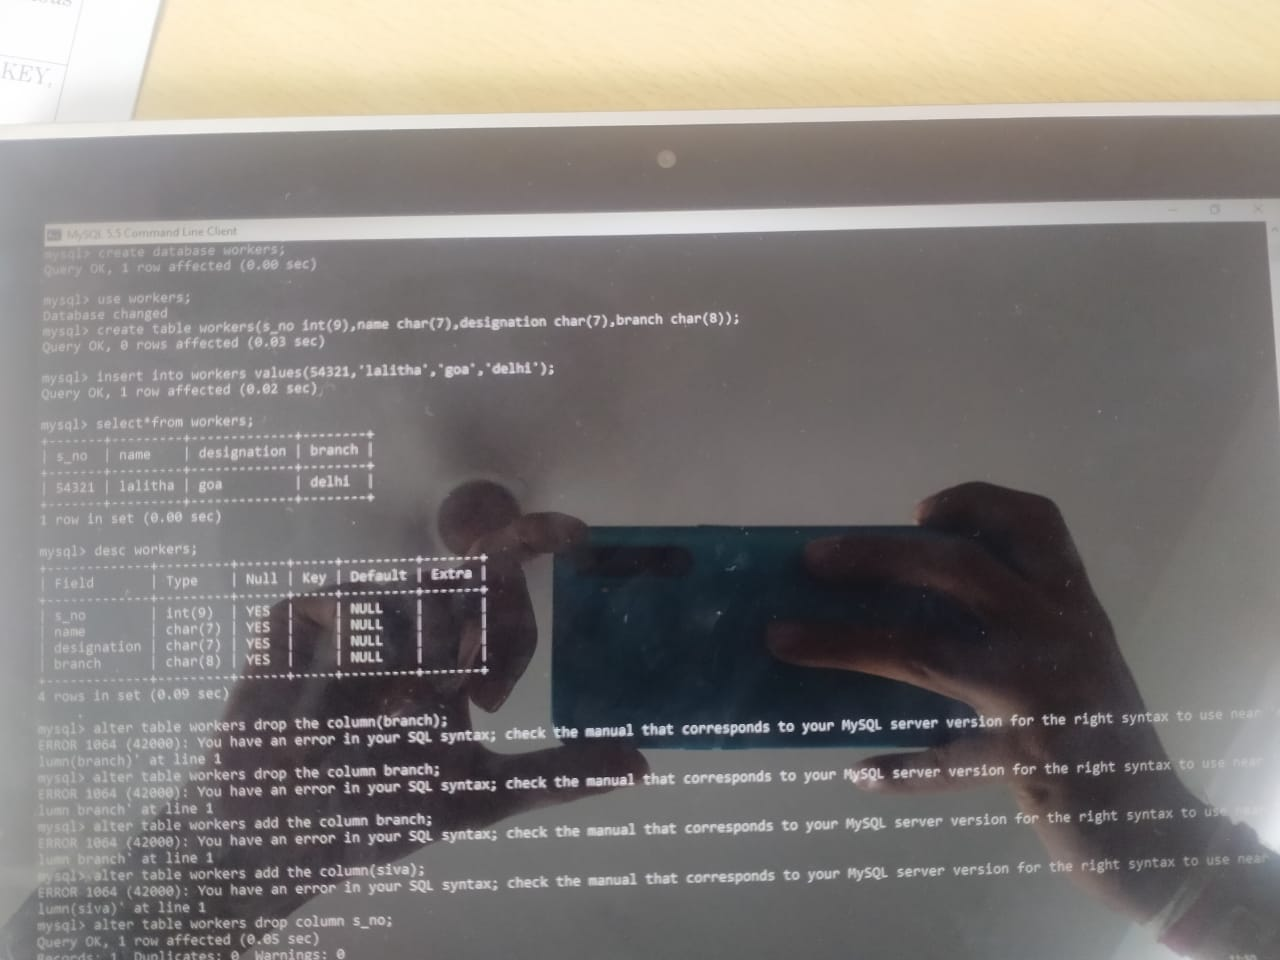 KEY,
MySQL 5.5 Command Line Client
mysql> create database workers;
Query OK, 1 row affected (0.00 sec)
mysql> use workers;
Database changed
mysql> create table workers(s_no int(9),name char(7),designation char(7),branch char(8));
Query OK, 0 rows affected (0.03 sec)
mysql> insert into workers values(54321,'lalitha','goa','delhi');
Query OK, 1 row affected (0.02 sec)
mysql> select*from workers;
+-------+---------+-------------+--------+
| s_no | name | designation | branch |
+-------+---------+-------------+--------+
| 54321 | lalitha | goa | delhi |
+-------+---------+-------------+--------+
1 row in set (0.00 sec)
mysql> desc workers;
+-------------+---------+------+-----+---------+-------+
| Field | Type | Null | Key | Default | Extra |
+-------------+---------+------+-----+---------+-------+
| s_no | int(9) | YES | | NULL | |
| name | char(7) | YES | | NULL | |
| designation | char(7) | YES | | NULL | |
| branch | char(8) | YES | | NULL | |
+-------------+---------+------+-----+---------+-------+
4 rows in set (0.09 sec)
mysql> alter table workers drop the column(branch);
ERROR 1064 (42000): You have an error in your SQL syntax; check the manual that corresponds to your MySQL server version for the right syntax to use near
lumn(branch)' at line 1
mysql> alter table workers drop the column branch;
ERROR 1064 (42000): You have an error in your SQL syntax; check the manual that corresponds to your MySQL server version for the right syntax to use near
lumn branch' at line 1
mysql> alter table workers add the column branch;
ERROR 1064 (42000): You have an error in your SQL syntax; check the manual that corresponds to your MySQL server version for the right syntax to use near
lumn branch' at line 1
mysql> alter table workers add the column(siva);
ERROR 1064 (42000): You have an error in your SQL syntax; check the manual that corresponds to your MySQL server version for the right syntax to use near
lumn(siva)' at line 1
mysql> alter table workers drop column s_no;
Query OK, 1 row affected (0.05 sec)
Records: 1 Duplicates: 0 Warnings: 0